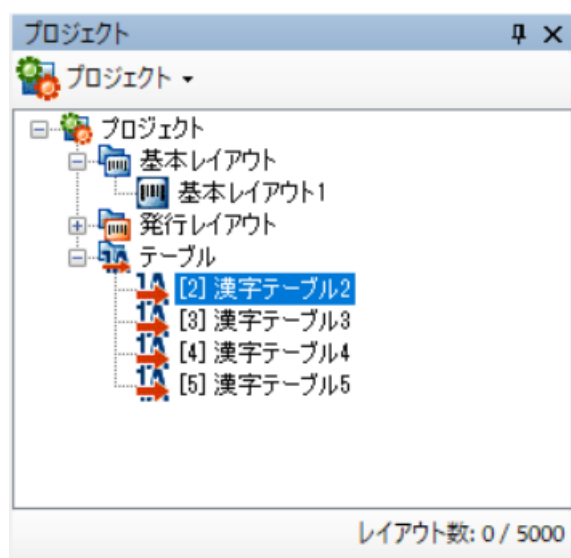 プロジェクト
プロジェクト
プロジェクト
基本レイアウト
基本レイアウト1
発行レイアウト
テーブル
[2] 漢字テーブル2
[3] 漢字テーブル3
[4] 漢字テーブル4
[5] 漢字テーブル5
レイアウト数: 0 / 5000